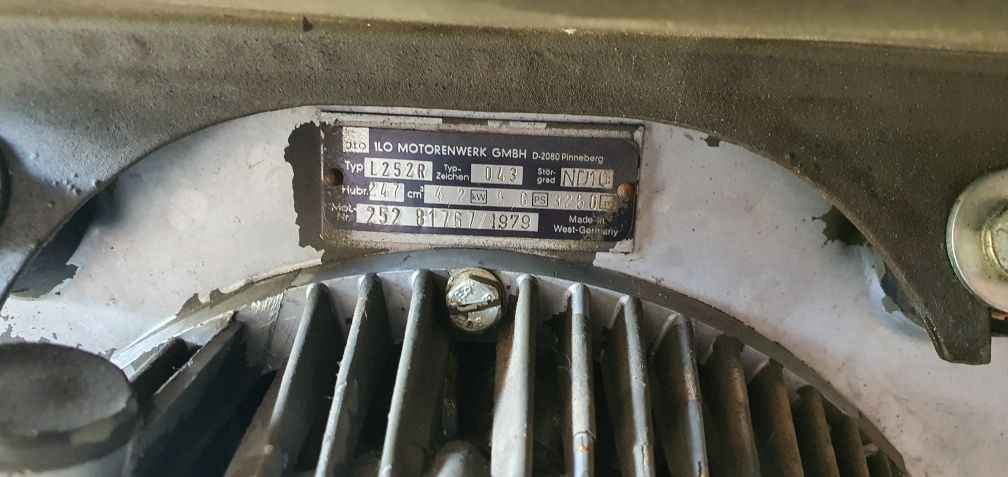 JLO ILO MOTORENWERK GMBH D-2080 Pinneberg
Typ L252R Typ-Zeichen 043 Stör-grad ND10
Hubr. 247 cm³ 4,2 kW 5,6 PS 3250
Mot.-Nr. 252 81767/1979 Made in West-Germany